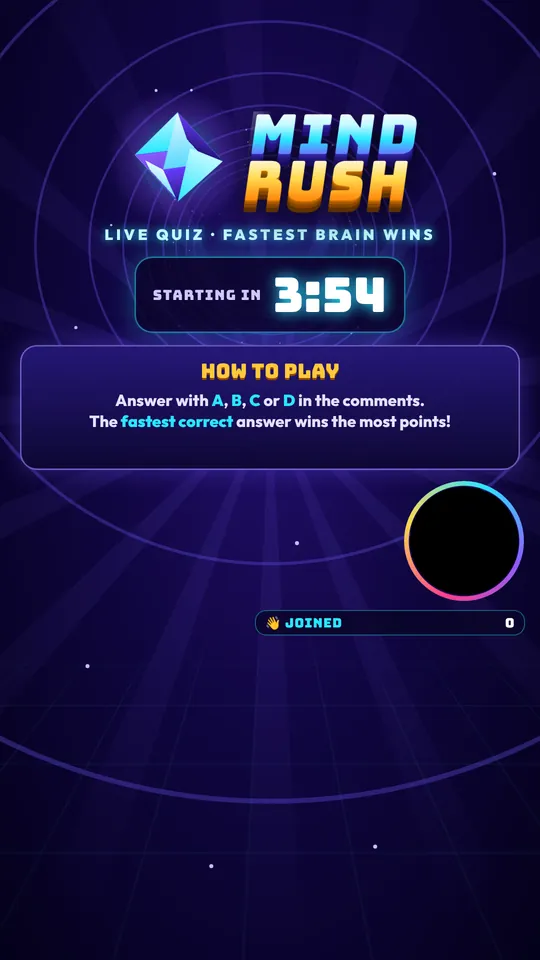 MIND
RUSH
LIVE QUIZ · FASTEST BRAIN WINS
STARTING IN 3:54
HOW TO PLAY
Answer with A, B, C or D in the comments.
The fastest correct answer wins the most points!
👋 JOINED 0